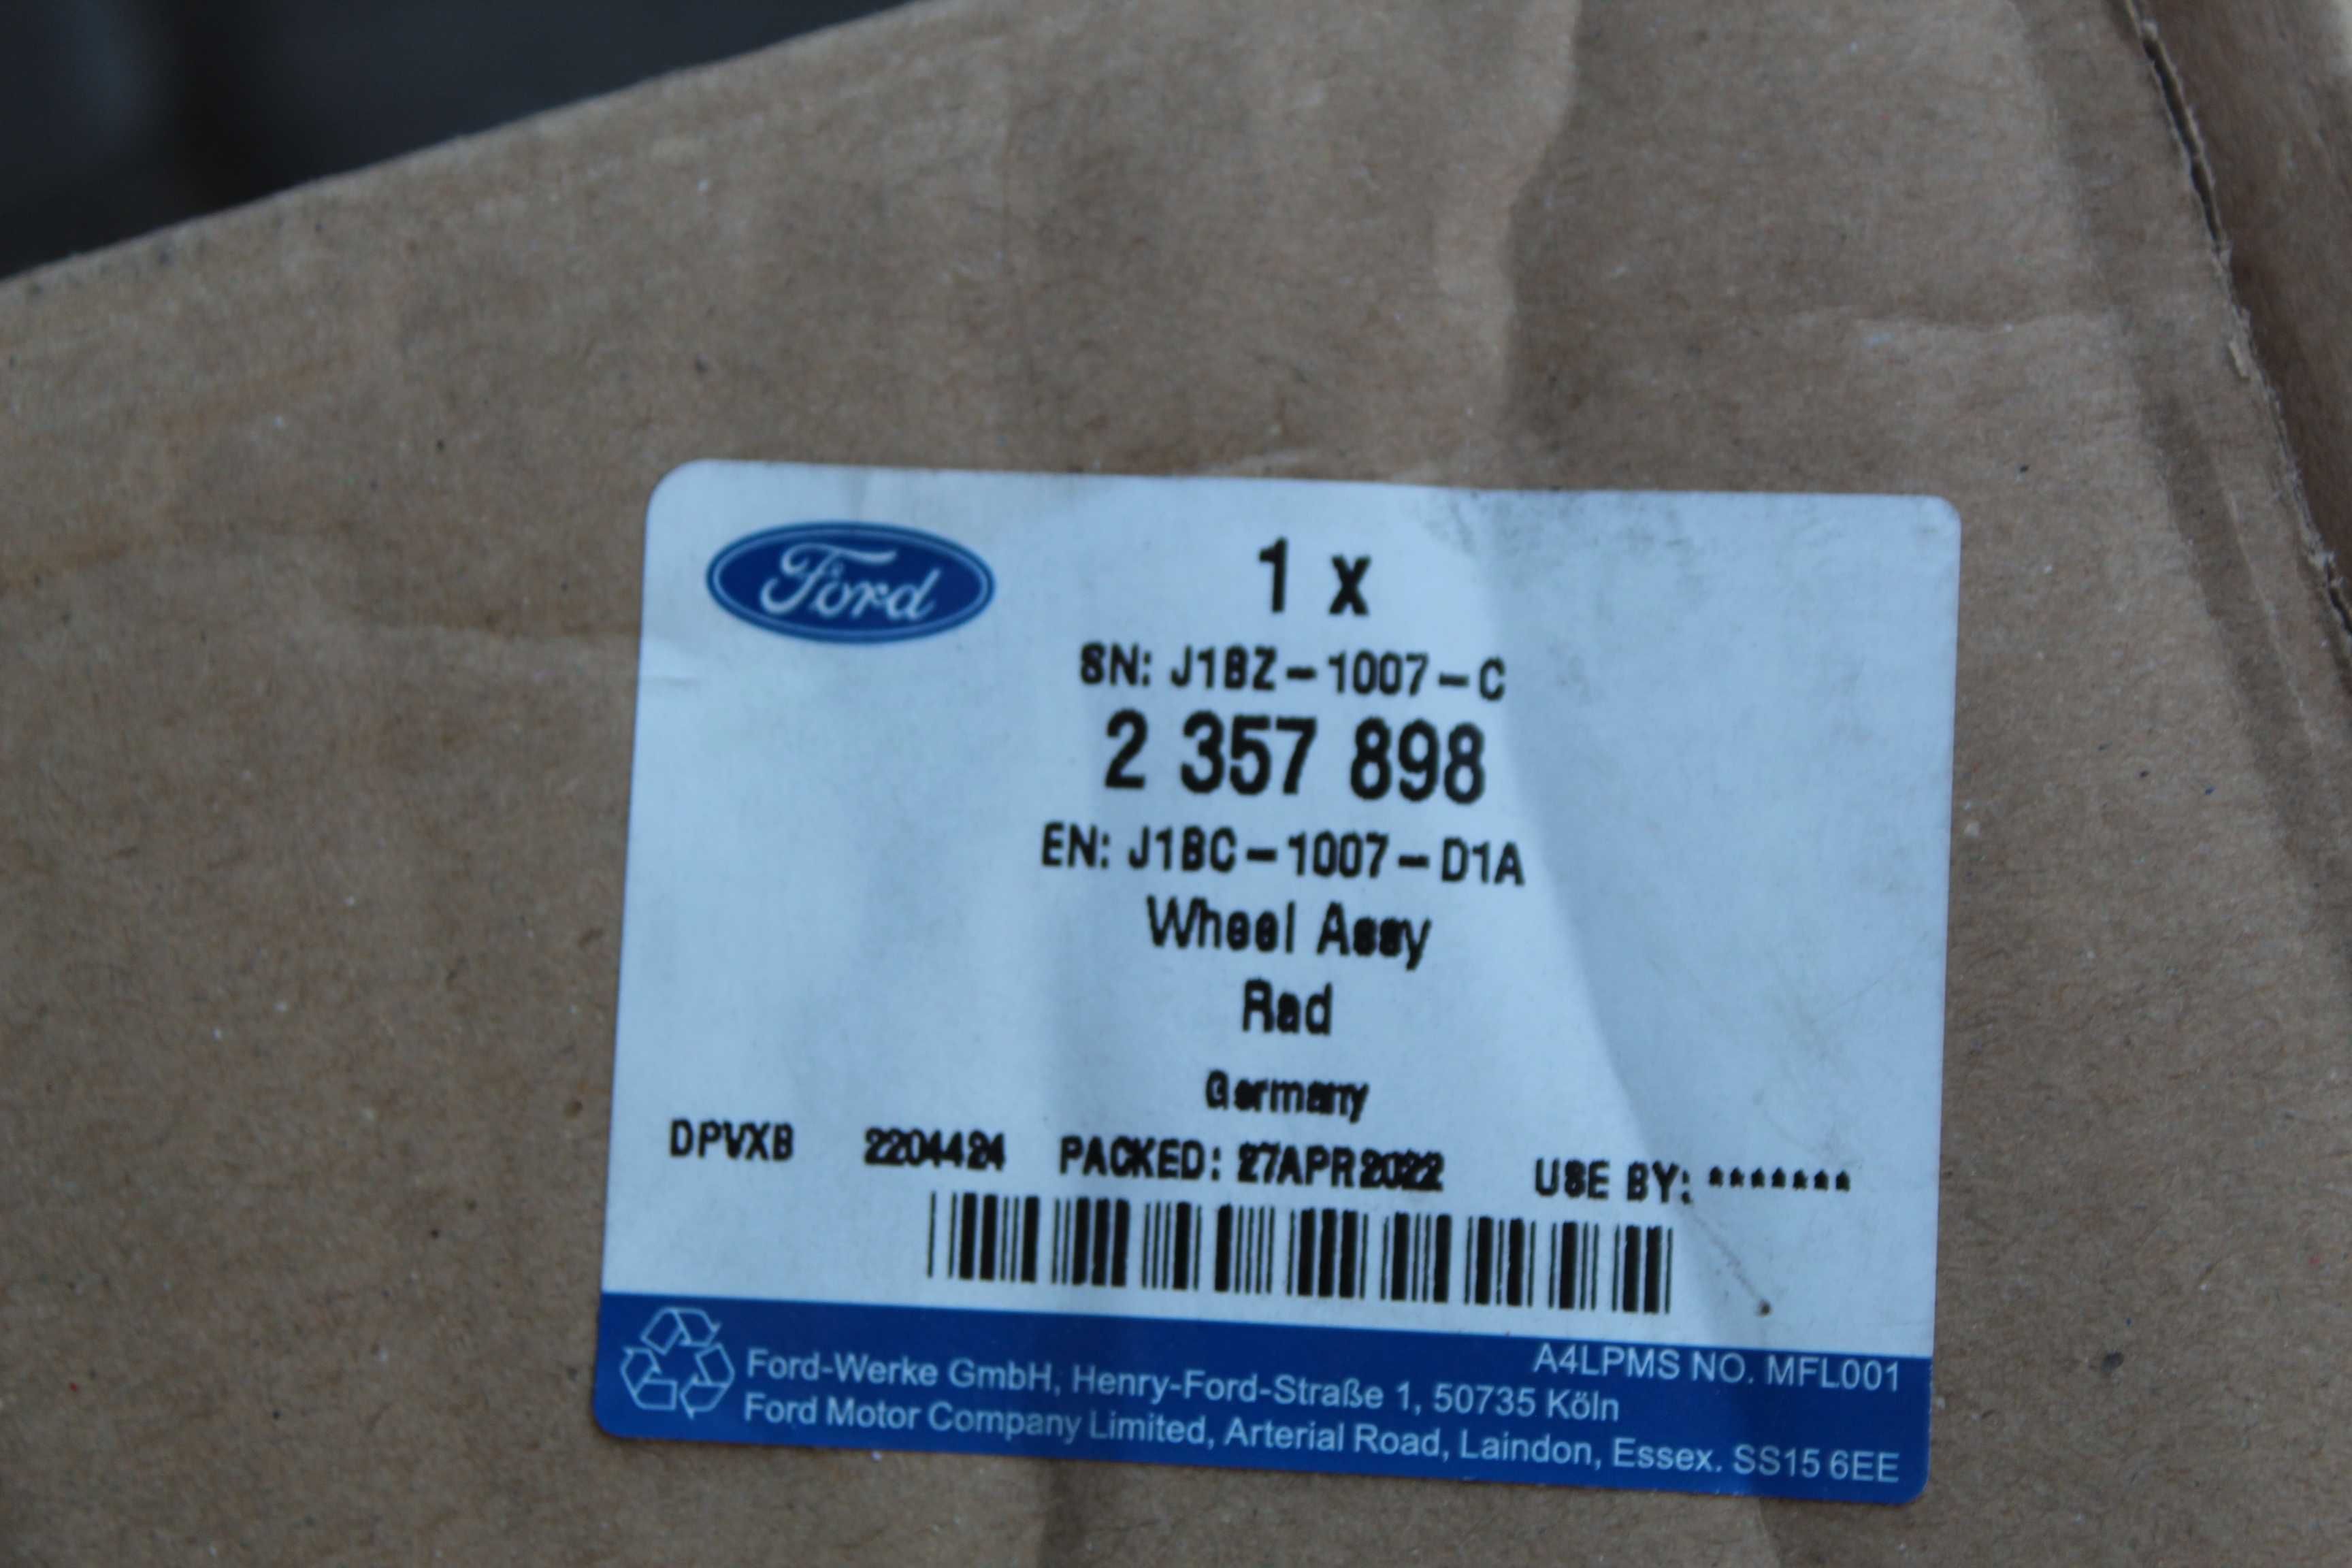 Ford
1 x
SN: J1BZ-1007-C
2 357 898
EN: J1BC-1007-D1A
Wheel Assy
Rad
Germany
DPVXB 2204424 PACKED: 27APR2022 USE BY: *******
A4LPMS NO. MFL001
Ford-Werke GmbH, Henry-Ford-Straße 1, 50735 Köln
Ford Motor Company Limited, Arterial Road, Laindon, Essex. SS15 6EE